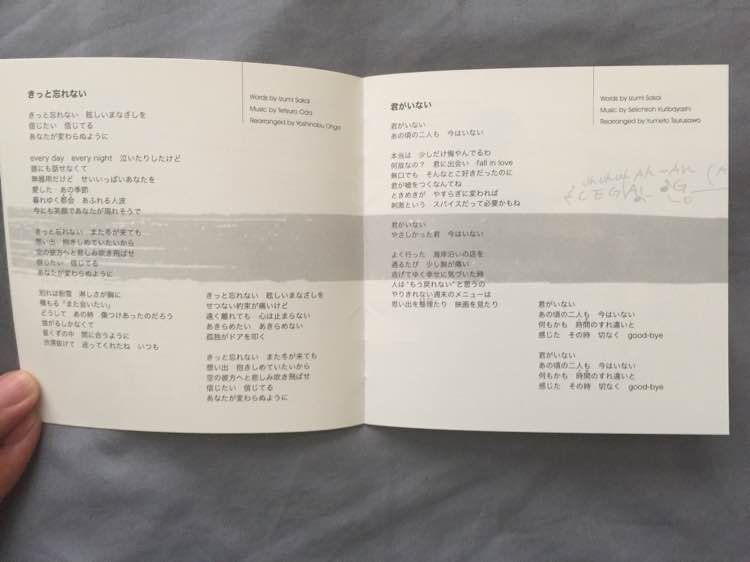 きっと忘れない
Words by Izumi Sakai
Music by Tetsuro Oda
Rearranged by Yoshinobu Ohga
きっと忘れない 眩しいまなざしを
信じたい 信じてる
あなたが変わらぬように
every day every night 泣いたりしたけど
誰にも話せなくて
無器用だけど せいいっぱいあなたを
愛した あの季節
暮れゆく都会 あふれる人波
今にも笑顔であなたが現れそうで
きっと忘れない また冬が来ても
想い出 抱きしめていたいから
空の彼方へと悲しみ吹き飛ばせ
信じたい 信じてる
あなたが変わらぬように
別れは粉雪 淋しさが胸に
積もる「また会いたい」
どうして あの時 傷つけあったのだろう
誰がるしかなくて
長くずの中 間に合うように
送ってくれたね いつも
きっと忘れない 眩しいまなざしを
せつない約束が痛いけど
遠く離れても 心は止まらない
あきらめたい あきらめない
孤独がドアを叩く
きっと忘れない また冬が来ても
想い出 抱きしめていたいから
空の彼方へと悲しみ吹き飛ばせ
信じたい 信じてる
あなたが変わらぬように
君がいない
Words by Izumi Sakai
Music by Seiichiroh Kuribayashi
Rearranged by Yumeto Tsurusawa
君がいない
あの頃の二人も 今はいない
本当は 少しだけ悔やんでるわ
何故なの？ 君に出会い fall in love
無口でも そんなとこ好きだったのに
君が嘘をつくなんてね
ときめきが やすらぎに変われば
刺激という スパイスだって必要かもね
君がいない
やさしかった君 今はいない
よく行った 海岸沿いの店を
通るたび 少し胸が痛い
逃げてゆく幸せに気づいた時
人は“もう戻れない”と思うの
やりきれない週末のメニューは
思い出を整理たり 映画を見たり
君がいない
あの頃の二人も 今はいない
何もかも 時間のすれ違いと
感じた その時 切なく good-bye
君がいない
あの頃の二人も 今はいない
何もかも 時間のすれ違いと
感じた その時 切なく good-bye